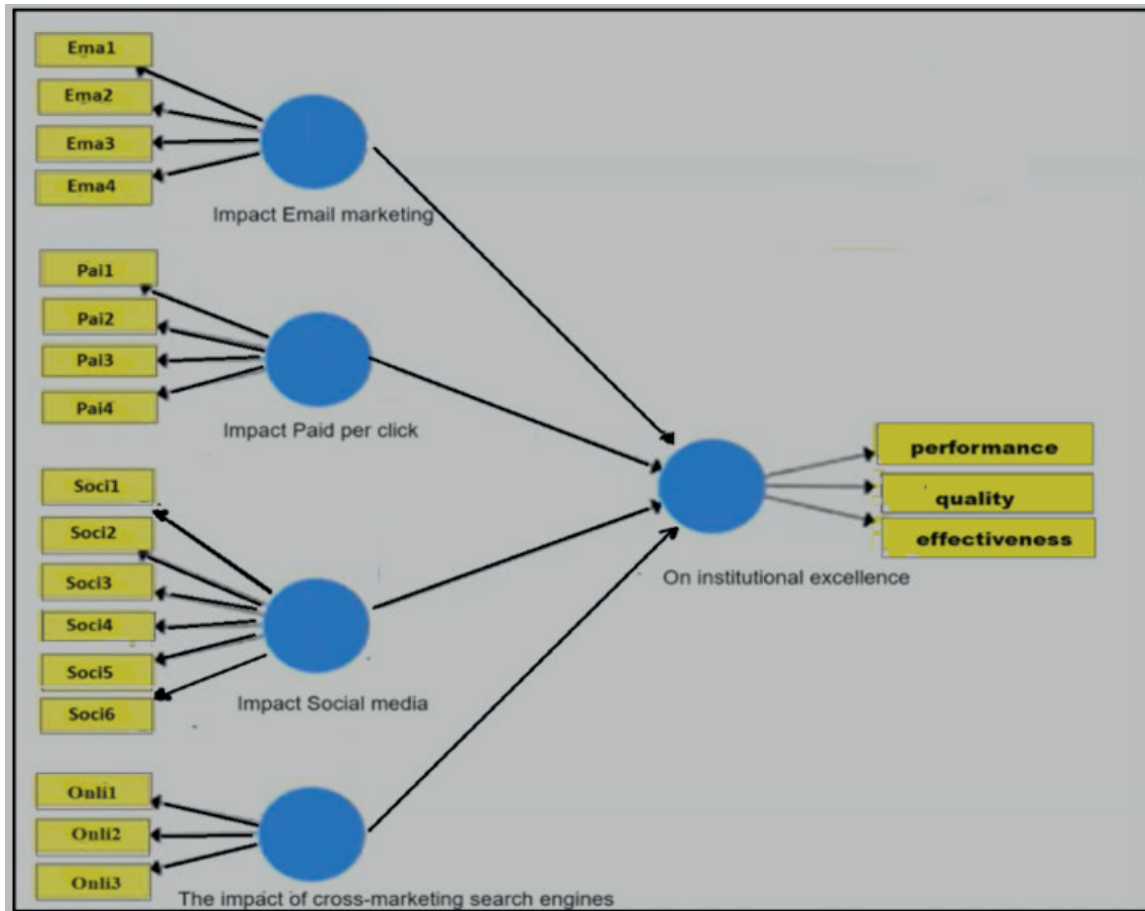 Ema1
Ema2
Ema3
Ema4
Impact Email marketing
Pai1
Pai2
Pai3
Pai4
Impact Paid per click
Soci1
Soci2
Soci3
Soci4
Soci5
Soci6
Impact Social media
Onli1
Onli2
Onli3
The impact of cross-marketing search engines
performance
quality
effectiveness
On institutional excellence